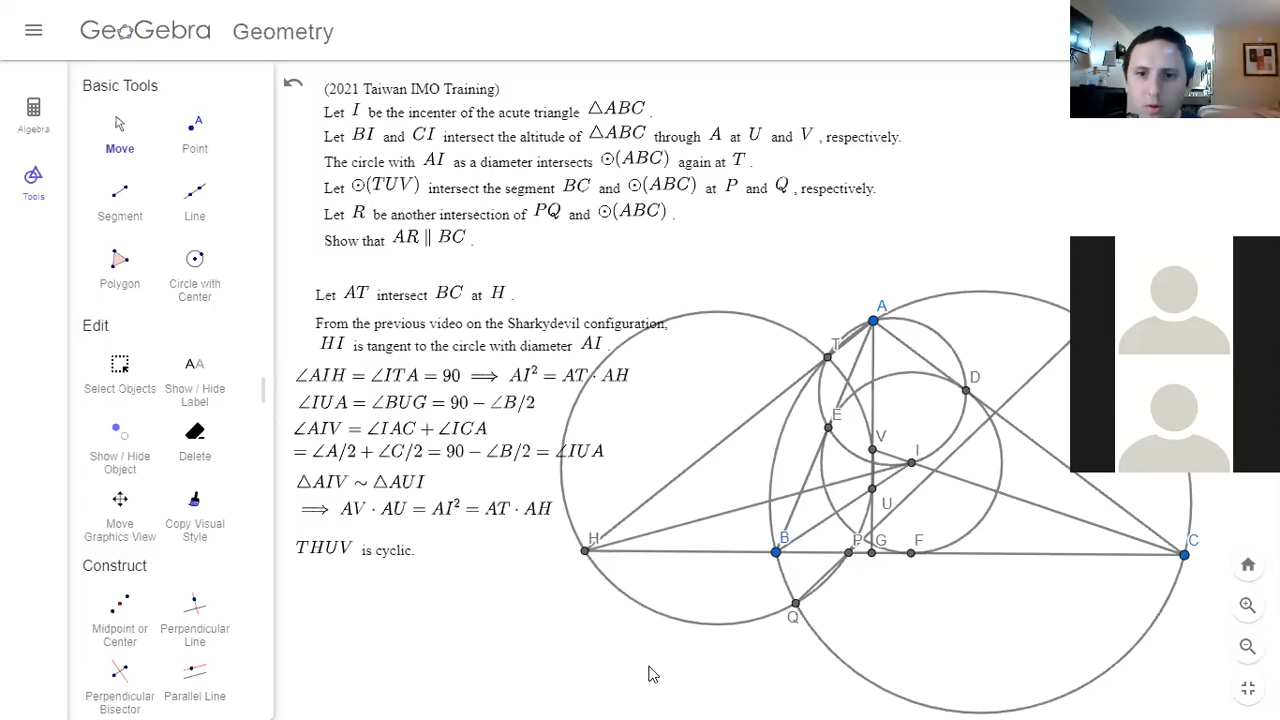 GeoGebra Geometry
Algebra
Tools
Basic Tools
Move
Point
Segment
Line
Polygon
Circle with Center
Edit
Select Objects
Show / Hide Label
Show / Hide Object
Delete
Move Graphics View
Copy Visual Style
Construct
Midpoint or Center
Perpendicular Line
Perpendicular Bisector
Parallel Line
(2021 Taiwan IMO Training)
Let I be the incenter of the acute triangle △ABC .
Let BI and CI intersect the altitude of △ABC through A at U and V , respectively.
The circle with AI as a diameter intersects ⊙(ABC) again at T .
Let ⊙(TUV) intersect the segment BC and ⊙(ABC) at P and Q , respectively.
Let R be another intersection of PQ and ⊙(ABC) .
Show that AR ∥ BC .
Let AT intersect BC at H .
From the previous video on the Sharkydevil configuration,
HI is tangent to the circle with diameter AI .
∠AIH = ∠ITA = 90 ⟹ AI² = AT · AH
∠IUA = ∠BUG = 90 − ∠B/2
∠AIV = ∠IAC + ∠ICA
= ∠A/2 + ∠C/2 = 90 − ∠B/2 = ∠IUA
△AIV ∼ △AUI
⟹ AV · AU = AI² = AT · AH
THUV is cyclic.
A
T
D
E
V
I
U
H
B
P
G
F
C
Q